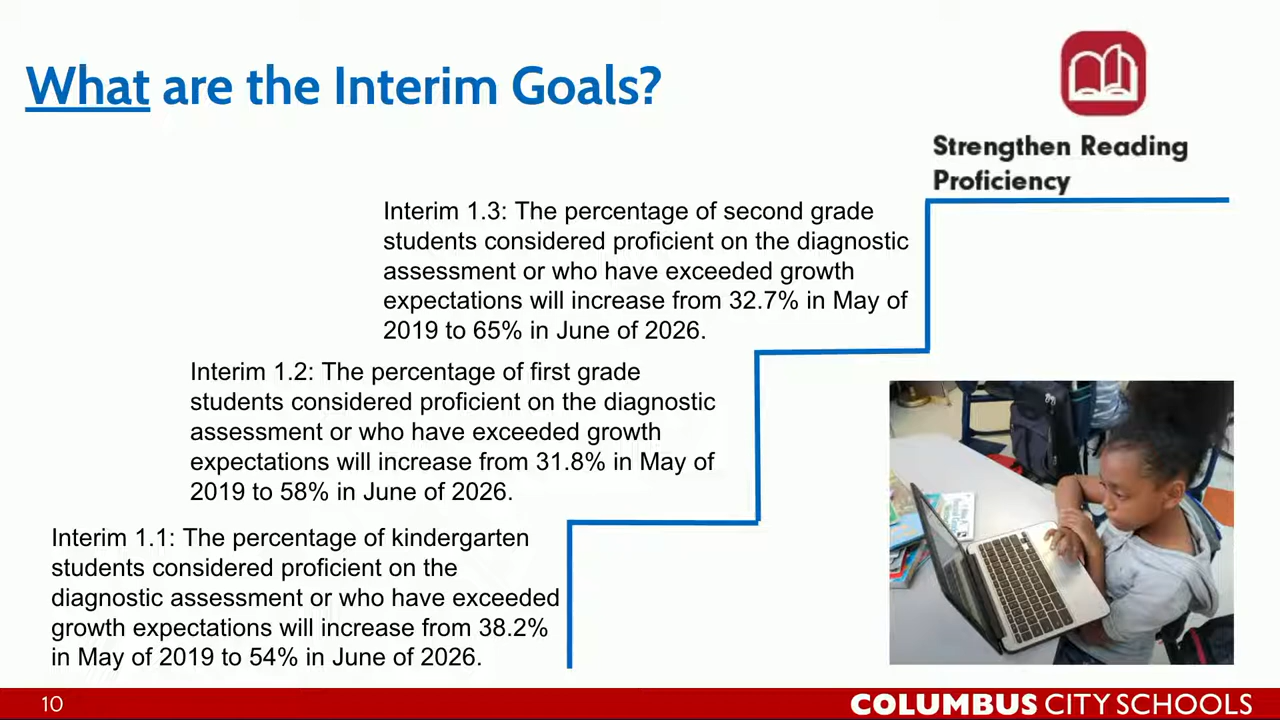 What are the Interim Goals?
Strengthen Reading
Proficiency
Interim 1.3: The percentage of second grade
students considered proficient on the diagnostic
assessment or who have exceeded growth
expectations will increase from 32.7% in May of
2019 to 65% in June of 2026.
Interim 1.2: The percentage of first grade
students considered proficient on the diagnostic
assessment or who have exceeded growth
expectations will increase from 31.8% in May of
2019 to 58% in June of 2026.
Interim 1.1: The percentage of kindergarten
students considered proficient on the
diagnostic assessment or who have exceeded
growth expectations will increase from 38.2%
in May of 2019 to 54% in June of 2026.
10
COLUMBUS CITY SCHOOLS